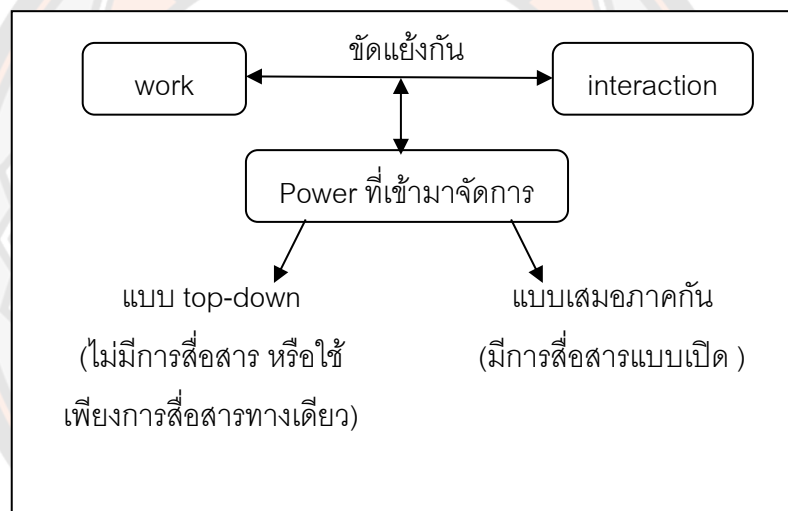 ขัดแย้งกัน
work
interaction
Power ที่เข้ามาจัดการ
แบบ top-down
(ไม่มีการสื่อสาร หรือใช้
เพียงการสื่อสารทางเดียว)
แบบเสมอภาคกัน
(มีการสื่อสารแบบเปิด )